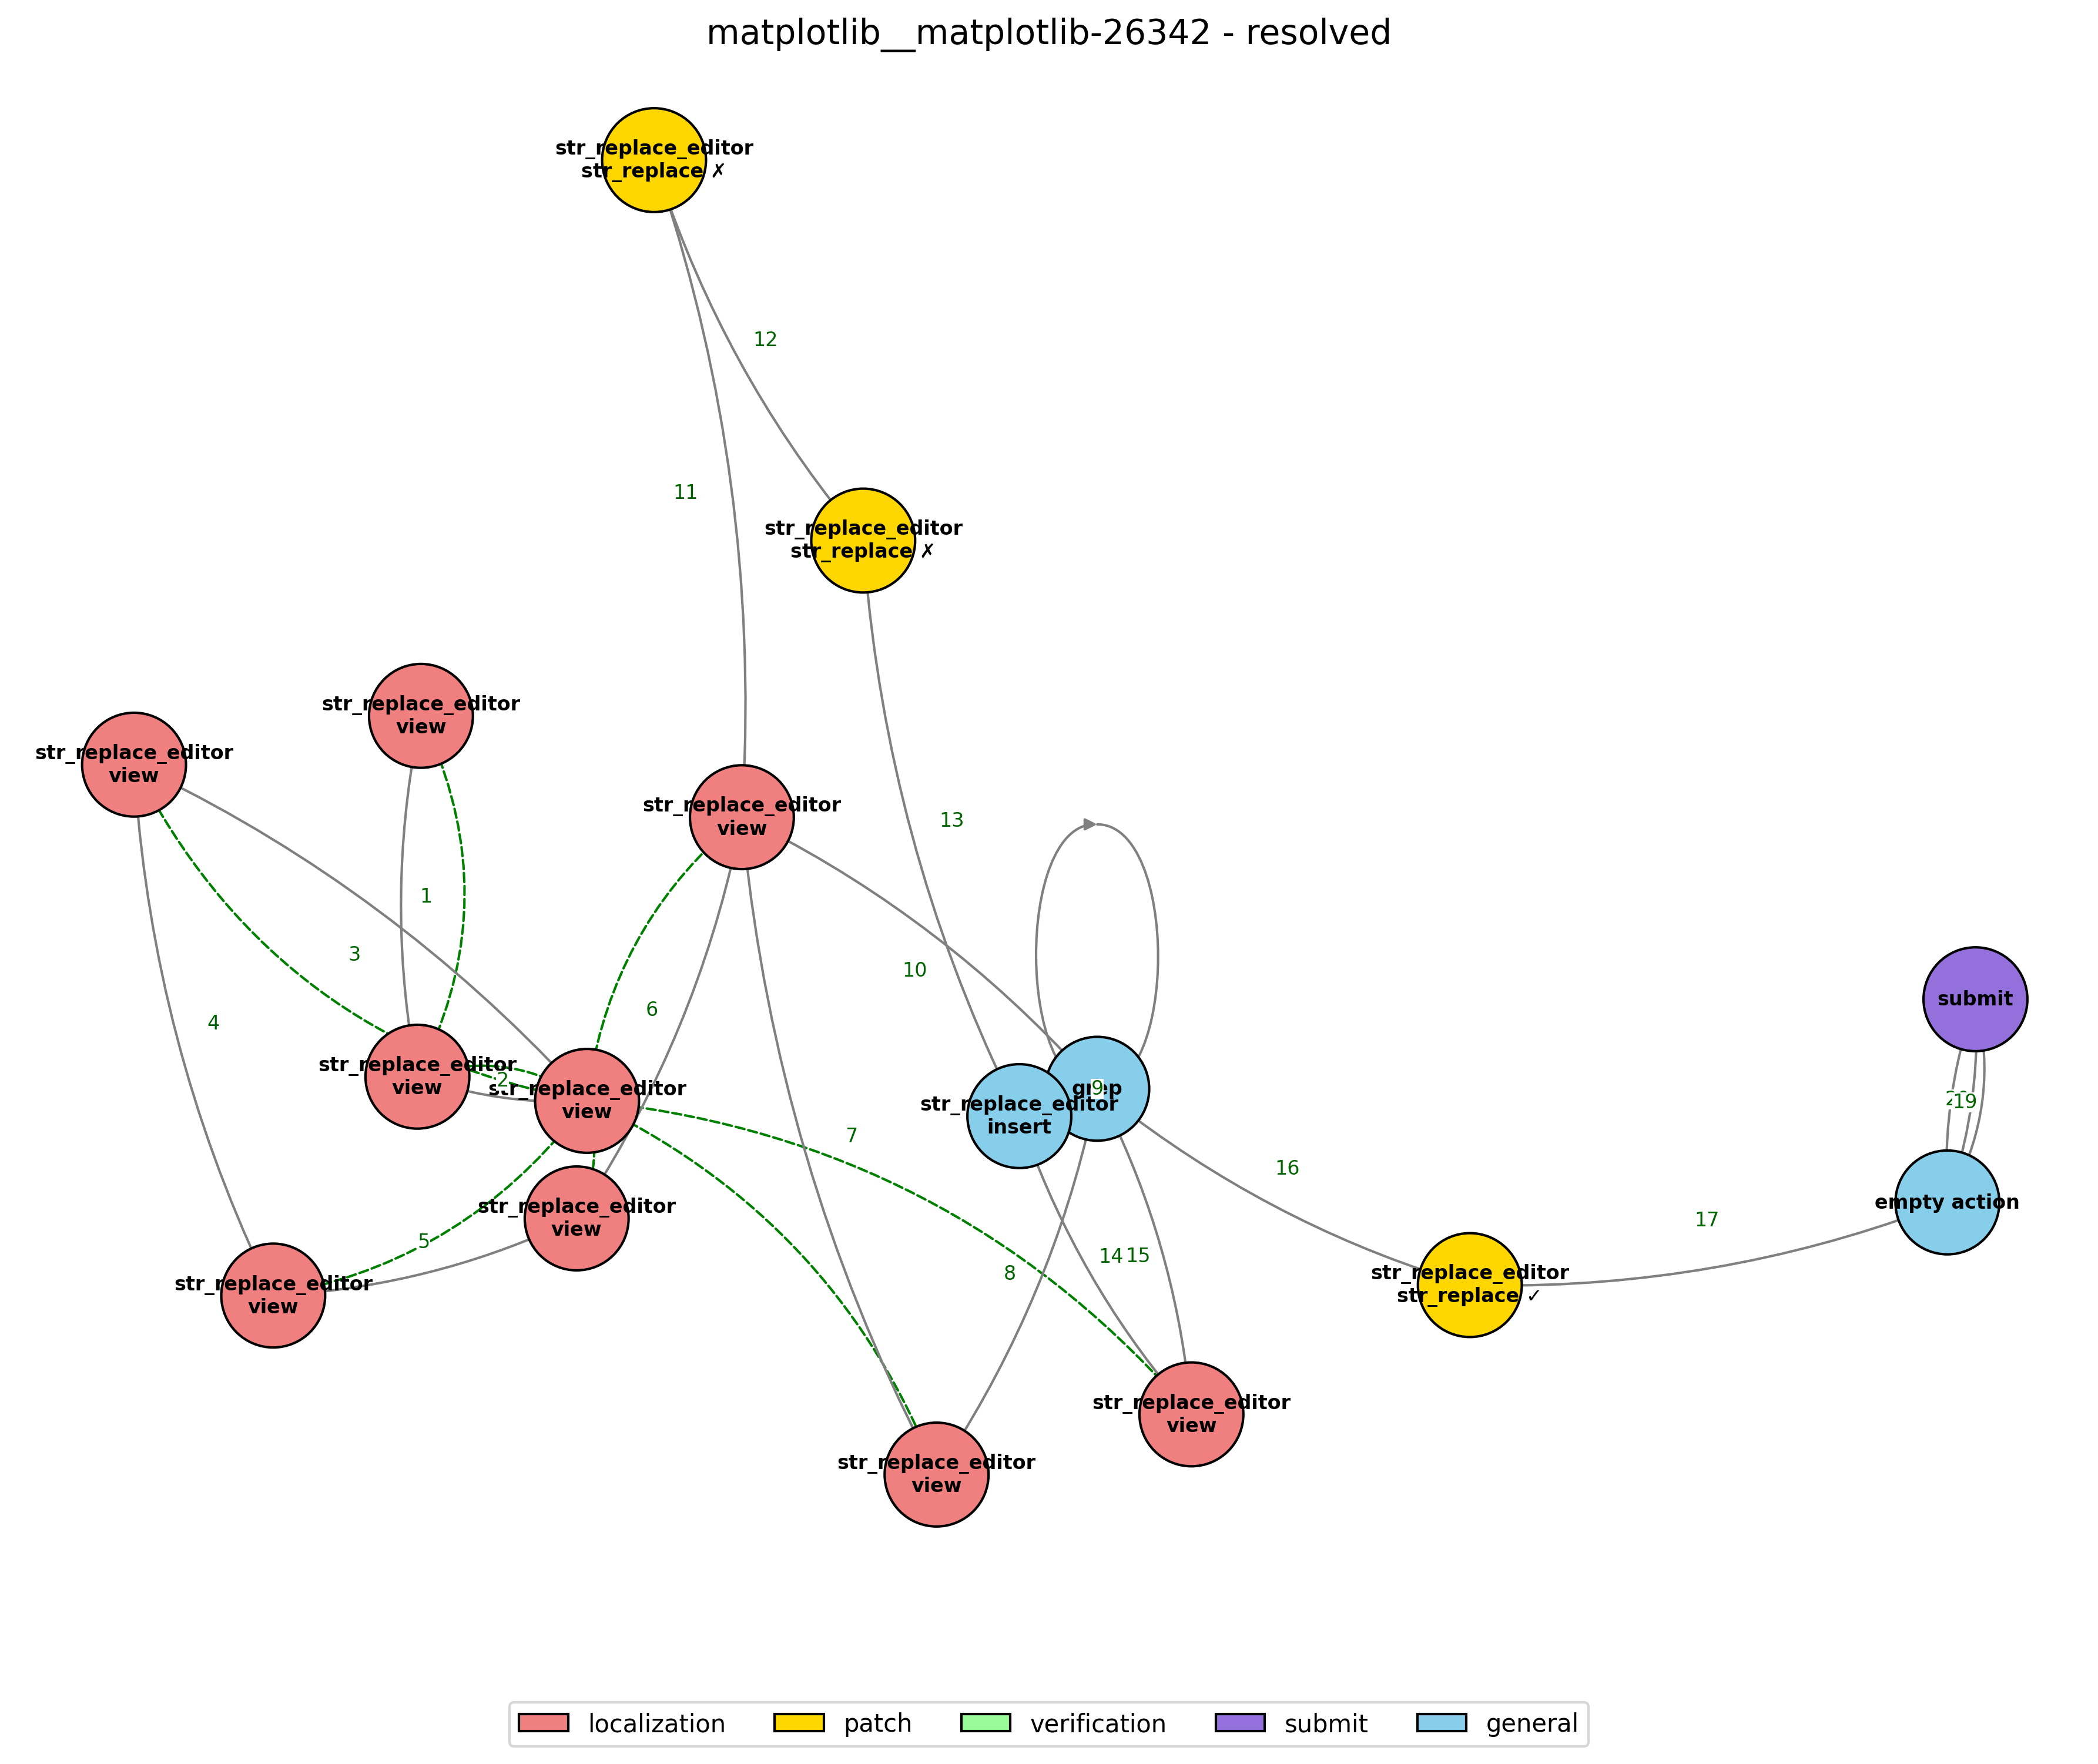 matplotlib__matplotlib-26342 - resolved
str_replace_editor
str_replace ✗
12
11
str_replace_editor
str_replace ✗
str_replace_editor
view
str_replace_editor
view
str_replace_editor
view
13
1
3
10
6
4
submit
str_replace_editor
view
2
str_replace_editor
view
grep
9
str_replace_editor
insert
19
7
8
5
14
15
16
17
empty action
str_replace_editor
view
str_replace_editor
view
str_replace_editor
str_replace ✓
str_replace_editor
view
str_replace_editor
view
localization
patch
verification
submit
general